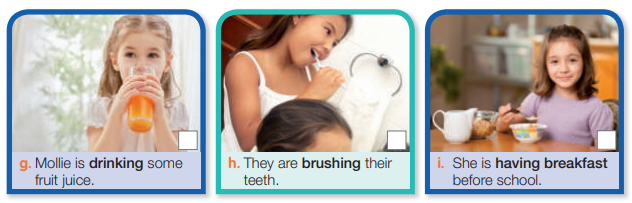 g. Mollie is drinking some
fruit juice.
h. They are brushing their
teeth.
i. She is having breakfast
before school.